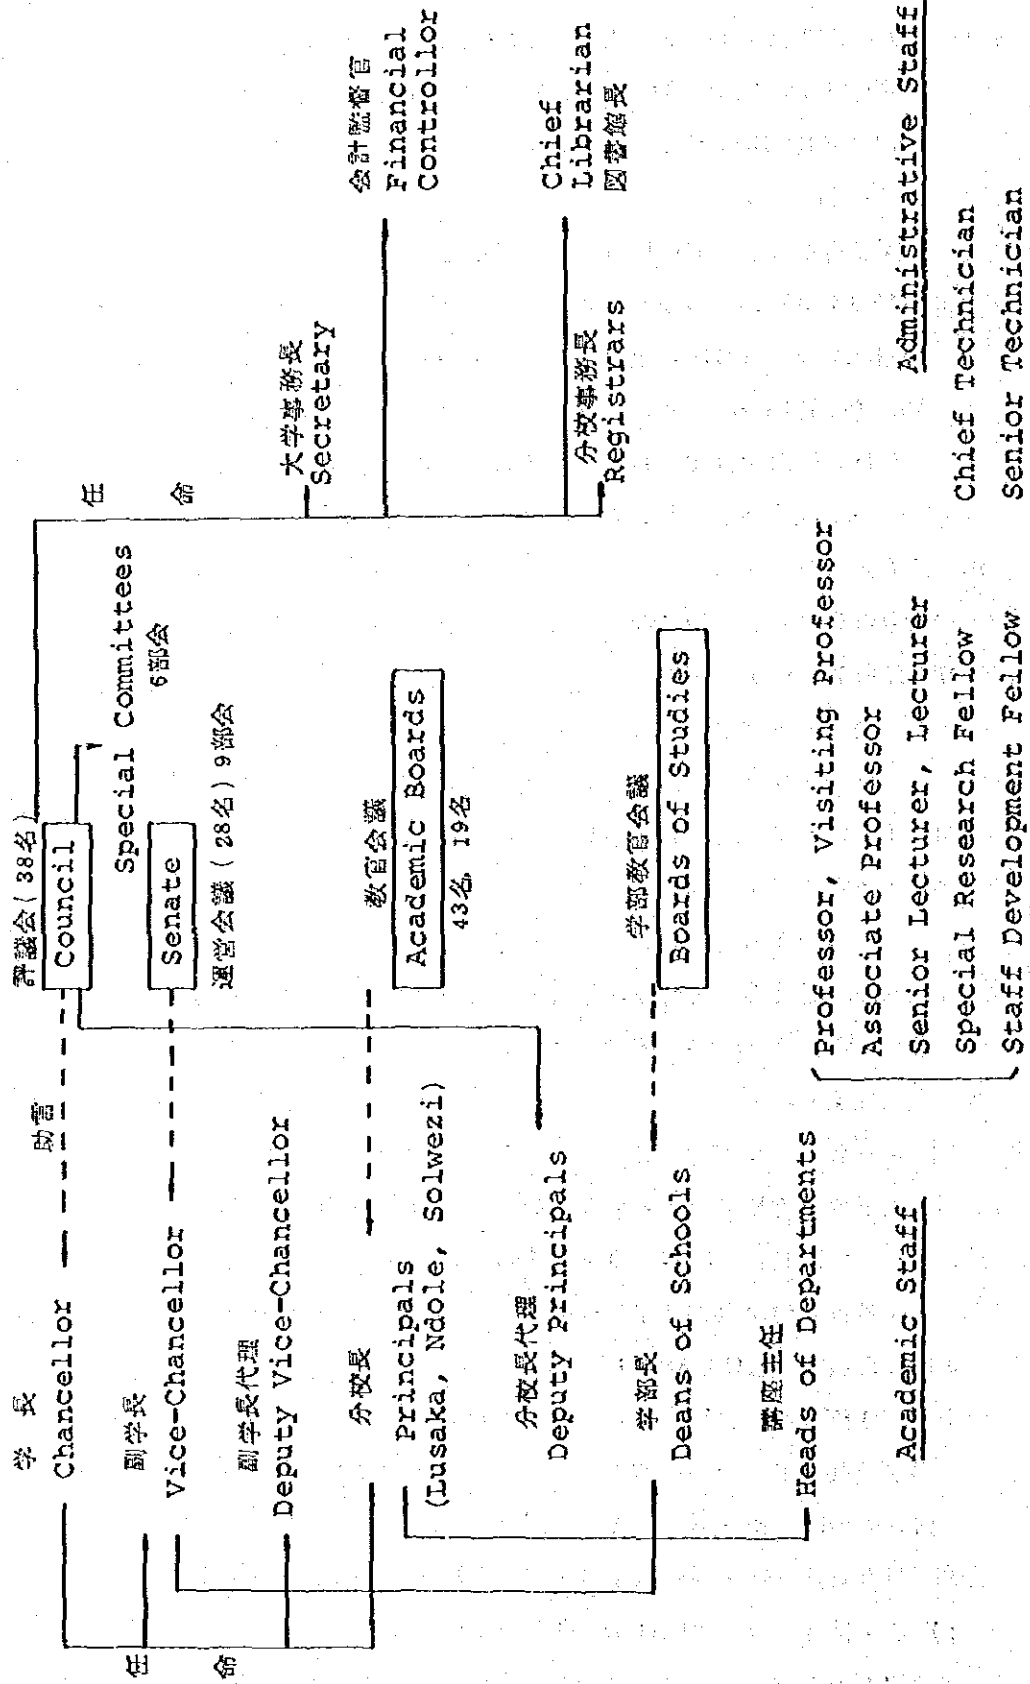 学 長
Chancellor
助言
評議会(38名)
Council
Special Committees
6部会
任 命
副学長
Vice-Chancellor
Senate
運営会議(28名)9部会
副学長代理
Deputy Vice-Chancellor
大学事務長
Secretary
分校長
Principals
(Lusaka, Ndole, Solwezi)
教官会議
Academic Boards
43名, 19名
会計監督官
Financial
Controllor
分校長代理
Deputy Principals
Chief
Librarian
図書館長
学部長
Deans of Schools
学部教官会議
Boards of Studies
分校事務長
Registrars
講座主任
Heads of Departments
任 命
Academic Staff
Professor, Visiting Professor
Associate Professor
Senior Lecturer, Lecturer
Special Research Fellow
Staff Development Fellow
Administrative Staff
Chief Technician
Senior Technician